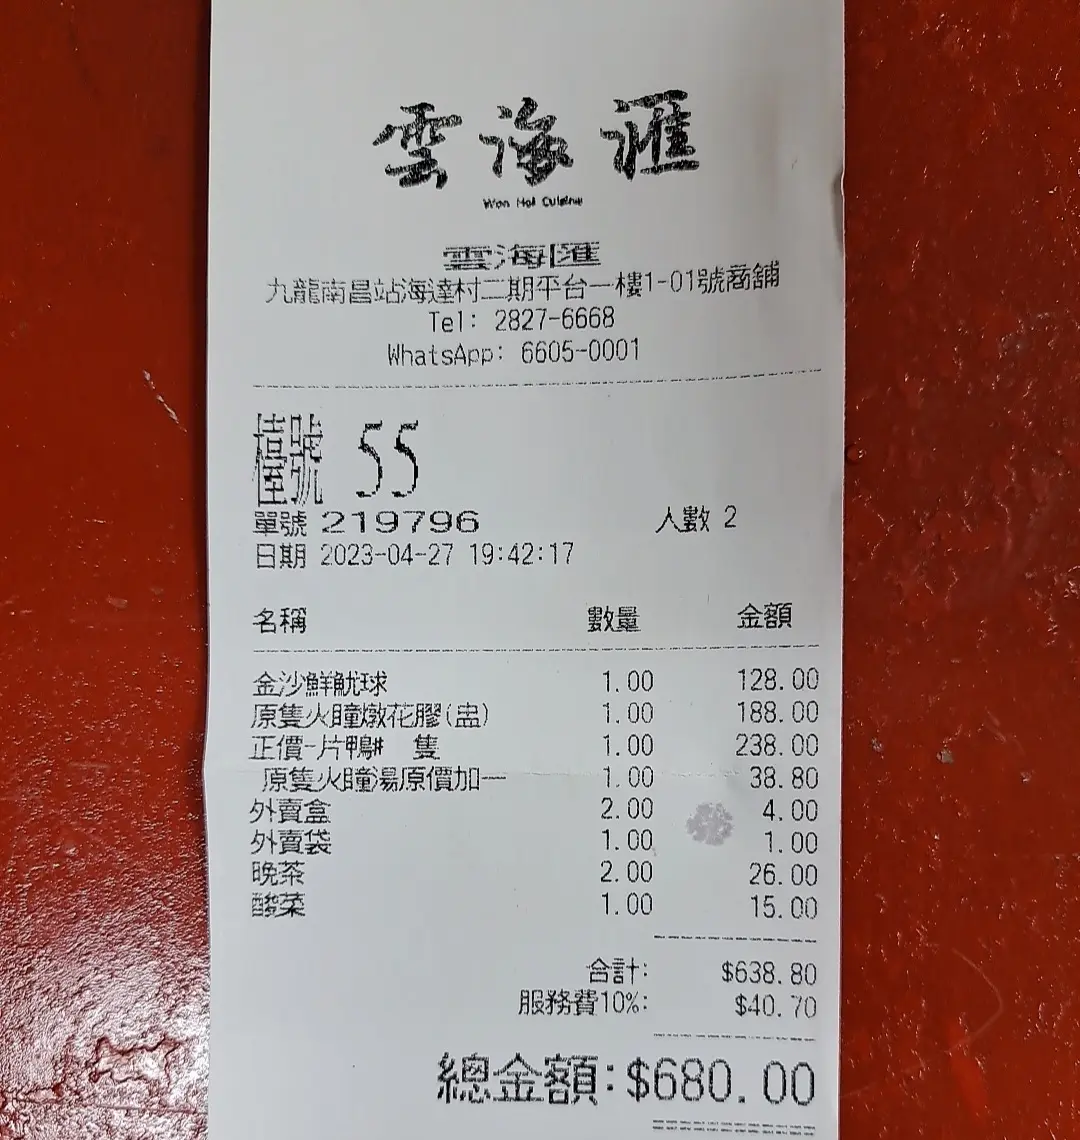 雲海滙
Won Hoi Cuisine
雲海匯
九龍南昌站海達村二期平台一樓1-01號商舖
Tel: 2827-6668
WhatsApp: 6605-0001
檯號 55
單號 219796 人數 2
日期 2023-04-27 19:42:17
名稱 數量 金額
金沙鮮魷球 1.00 128.00
原隻火瞳燉花膠(盅) 1.00 188.00
正價-片鴨# 隻 1.00 238.00
原隻火瞳湯原價加一 1.00 38.80
外賣盒 2.00 4.00
外賣袋 1.00 1.00
晚茶 2.00 26.00
酸菜 1.00 15.00
合計: $638.80
服務費10%: $40.70
總金額: $680.00